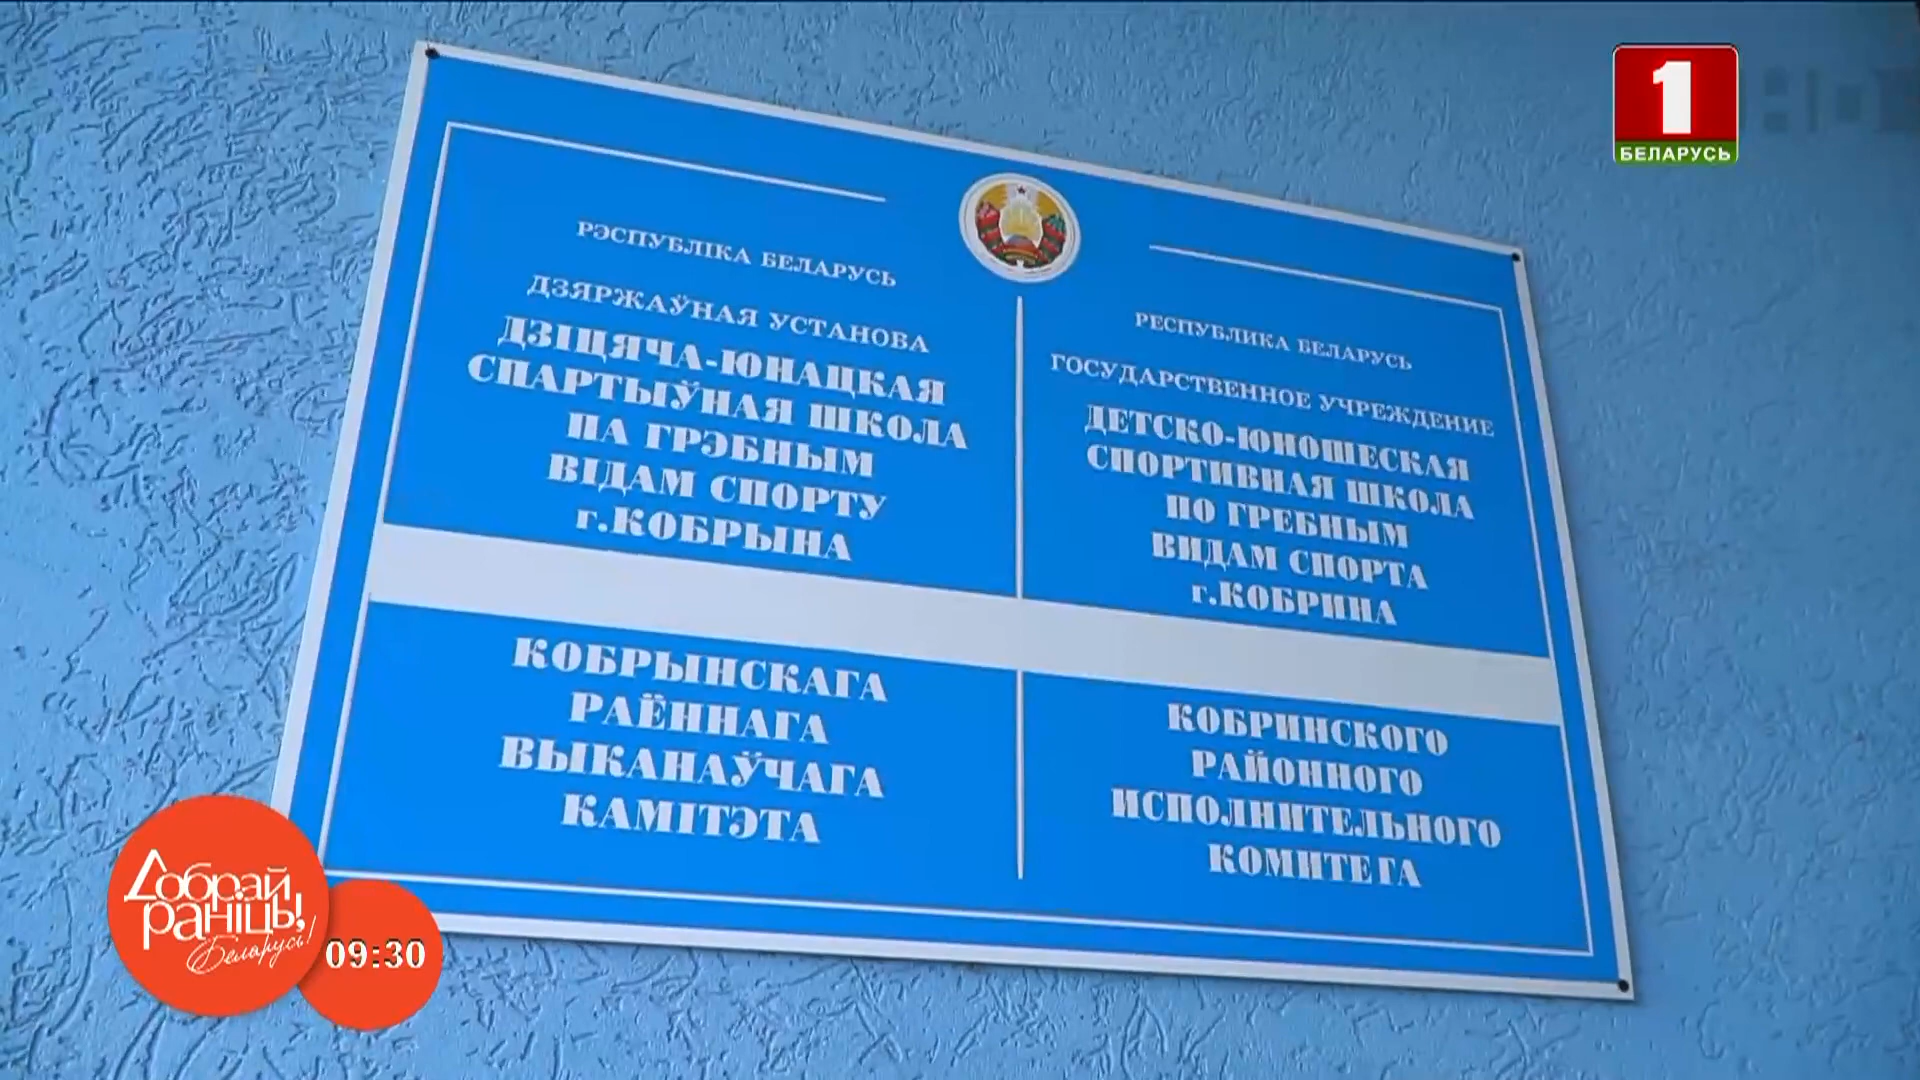 1
БЕЛАРУСЬ
РЭСПУБЛІКА БЕЛАРУСЬ
ДЗЯРЖАЎНАЯ УСТАНОВА
ДЗІЦЯЧА-ЮНАЦКАЯ
СПАРТЫЎНАЯ ШКОЛА
ПА ГРЭБНЫМ
ВІДАМ СПОРТУ
г.КОБРЫНА
КОБРЫНСКАГА
РАЁННАГА
ВЫКАНАЎЧАГА
КАМІТЭТА
РЕСПУБЛИКА БЕЛАРУСЬ
ГОСУДАРСТВЕННОЕ УЧРЕЖДЕНИЕ
ДЕТСКО-ЮНОШЕСКАЯ
СПОРТИВНАЯ ШКОЛА
ПО ГРЕБНЫМ
ВИДАМ СПОРТА
г.КОБРИНА
КОБРИНСКОГО
РАЙОННОГО
ИСПОЛНИТЕЛЬНОГО
КОМИТЕГА
Добрай
раніцы!
Беларусь!
09:30